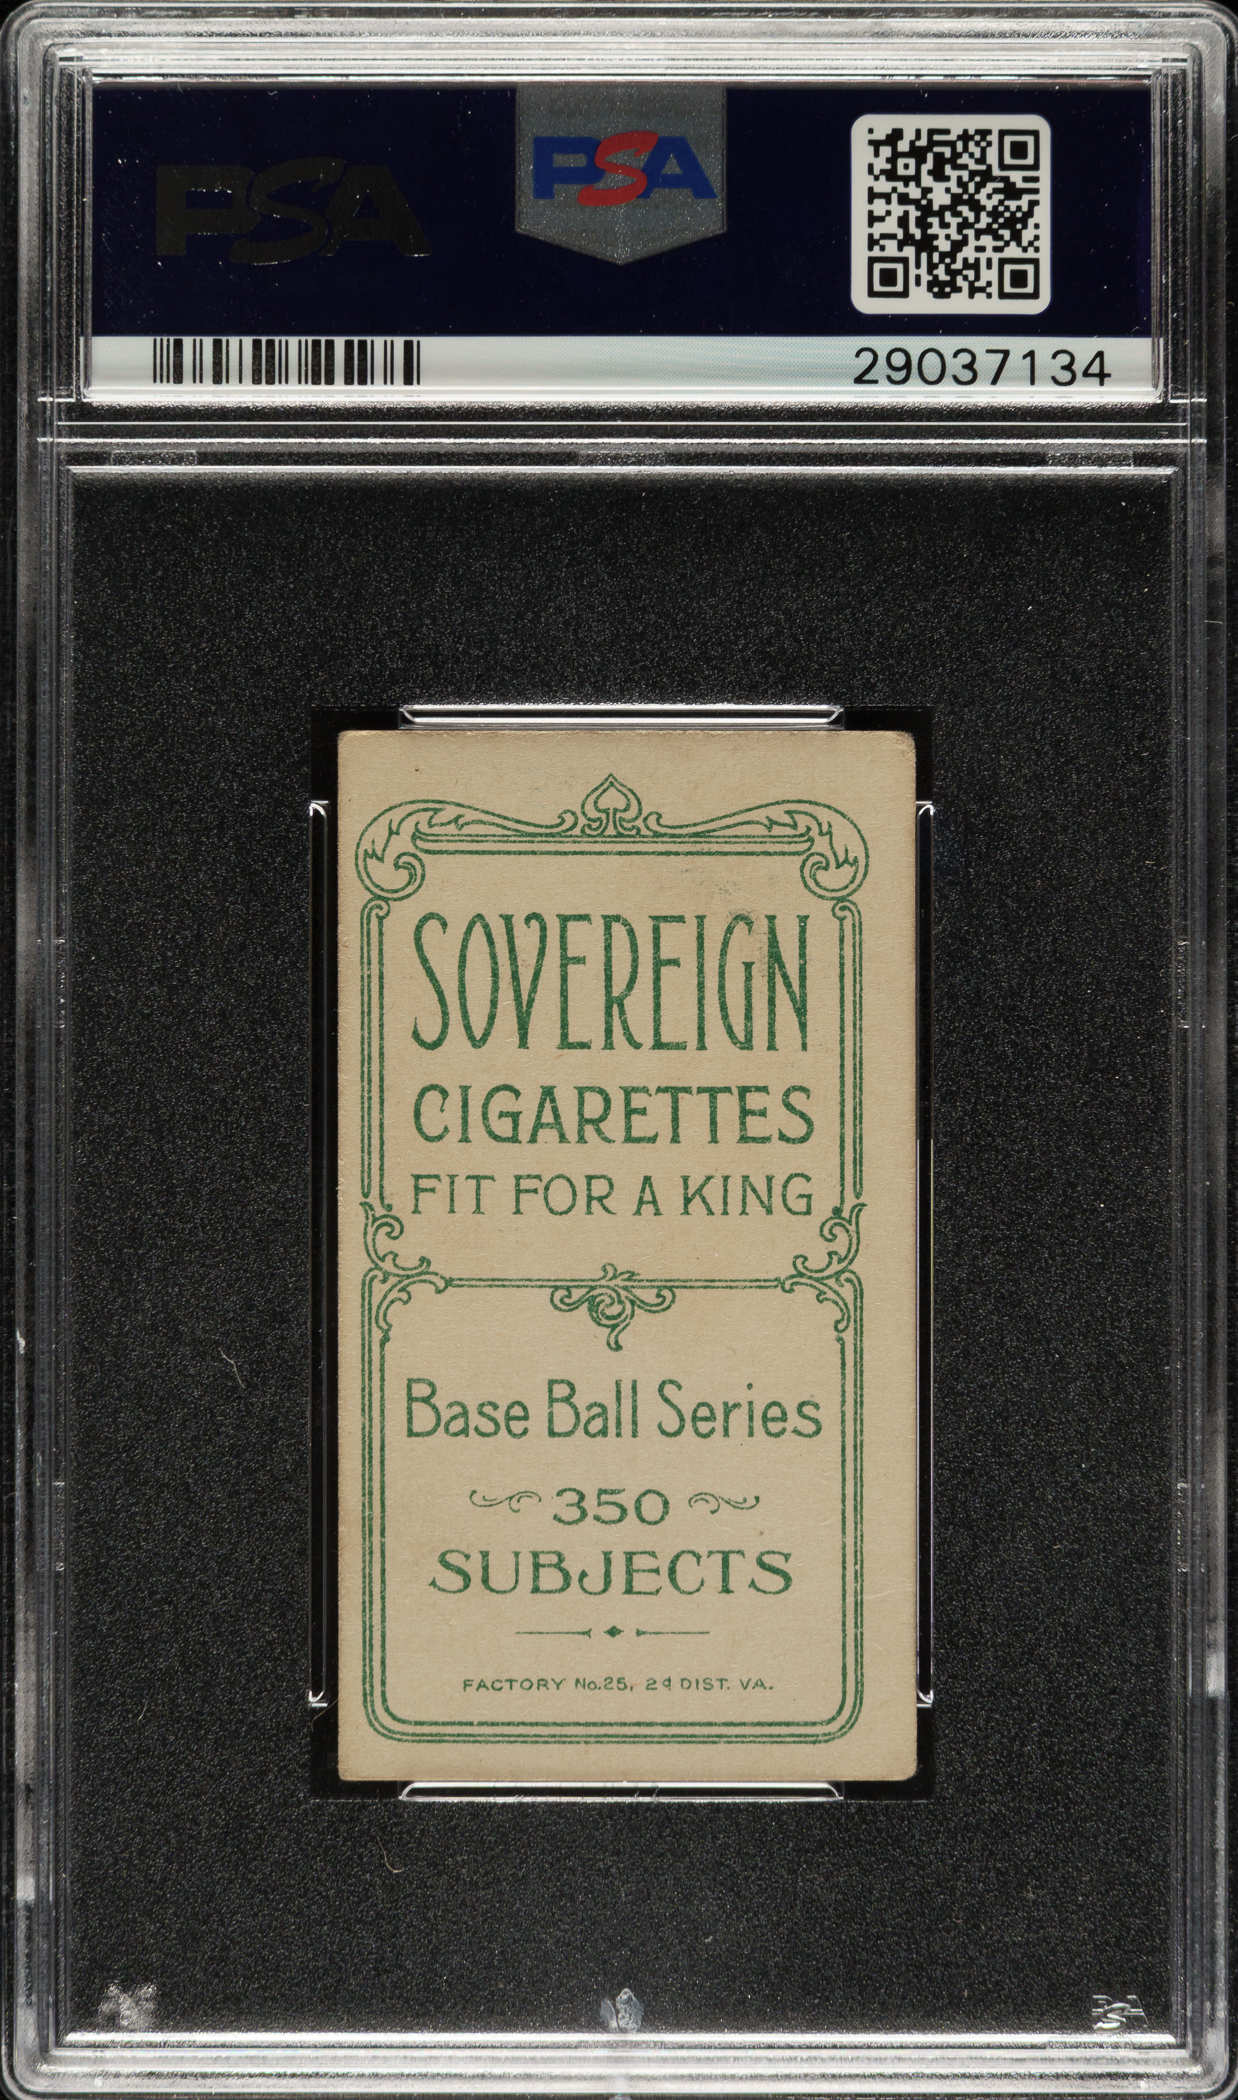 PSA
PSA
29037134
SOVEREIGN
CIGARETTES
FIT FOR A KING
Base Ball Series
350
SUBJECTS
FACTORY No.25, 2d DIST. VA.
PSA